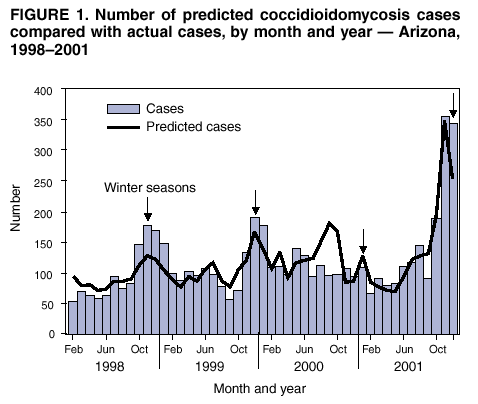 FIGURE 1. Number of predicted coccidioidomycosis cases
compared with actual cases, by month and year — Arizona,
1998–2001
400
350
300
250
200
150
100
50
0
Number
Cases
Predicted cases
Winter seasons
Feb Jun Oct Feb Jun Oct Feb Jun Oct Feb Jun Oct
1998 1999 2000 2001
Month and year